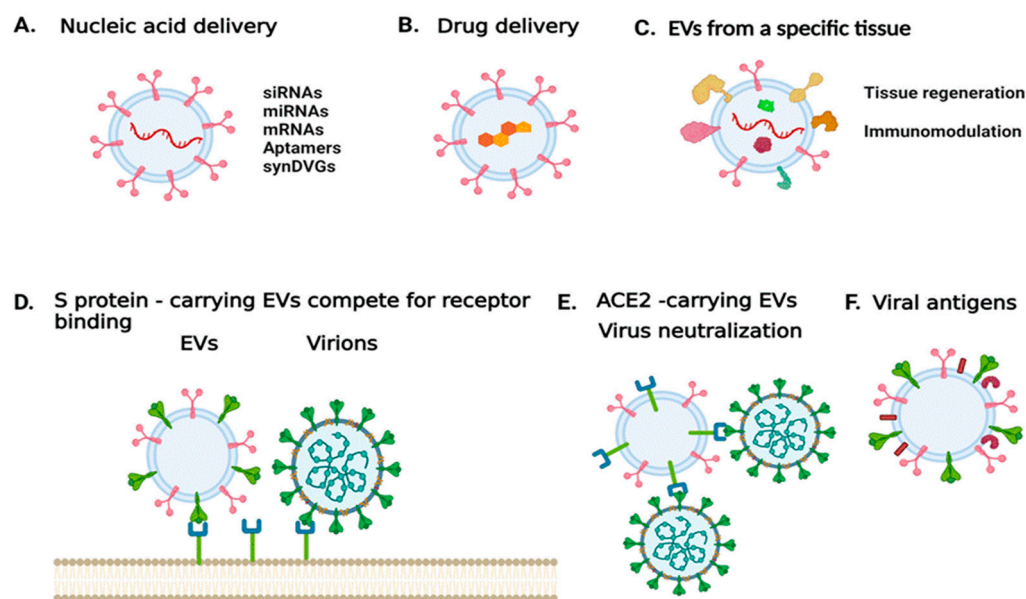 A. Nucleic acid delivery
siRNAs
miRNAs
mRNAs
Aptamers
synDVGs
B. Drug delivery
C. EVs from a specific tissue
Tissue regeneration
Immunomodulation
D. S protein - carrying EVs compete for receptor
binding
EVs
Virions
E. ACE2 -carrying EVs
Virus neutralization
F. Viral antigens